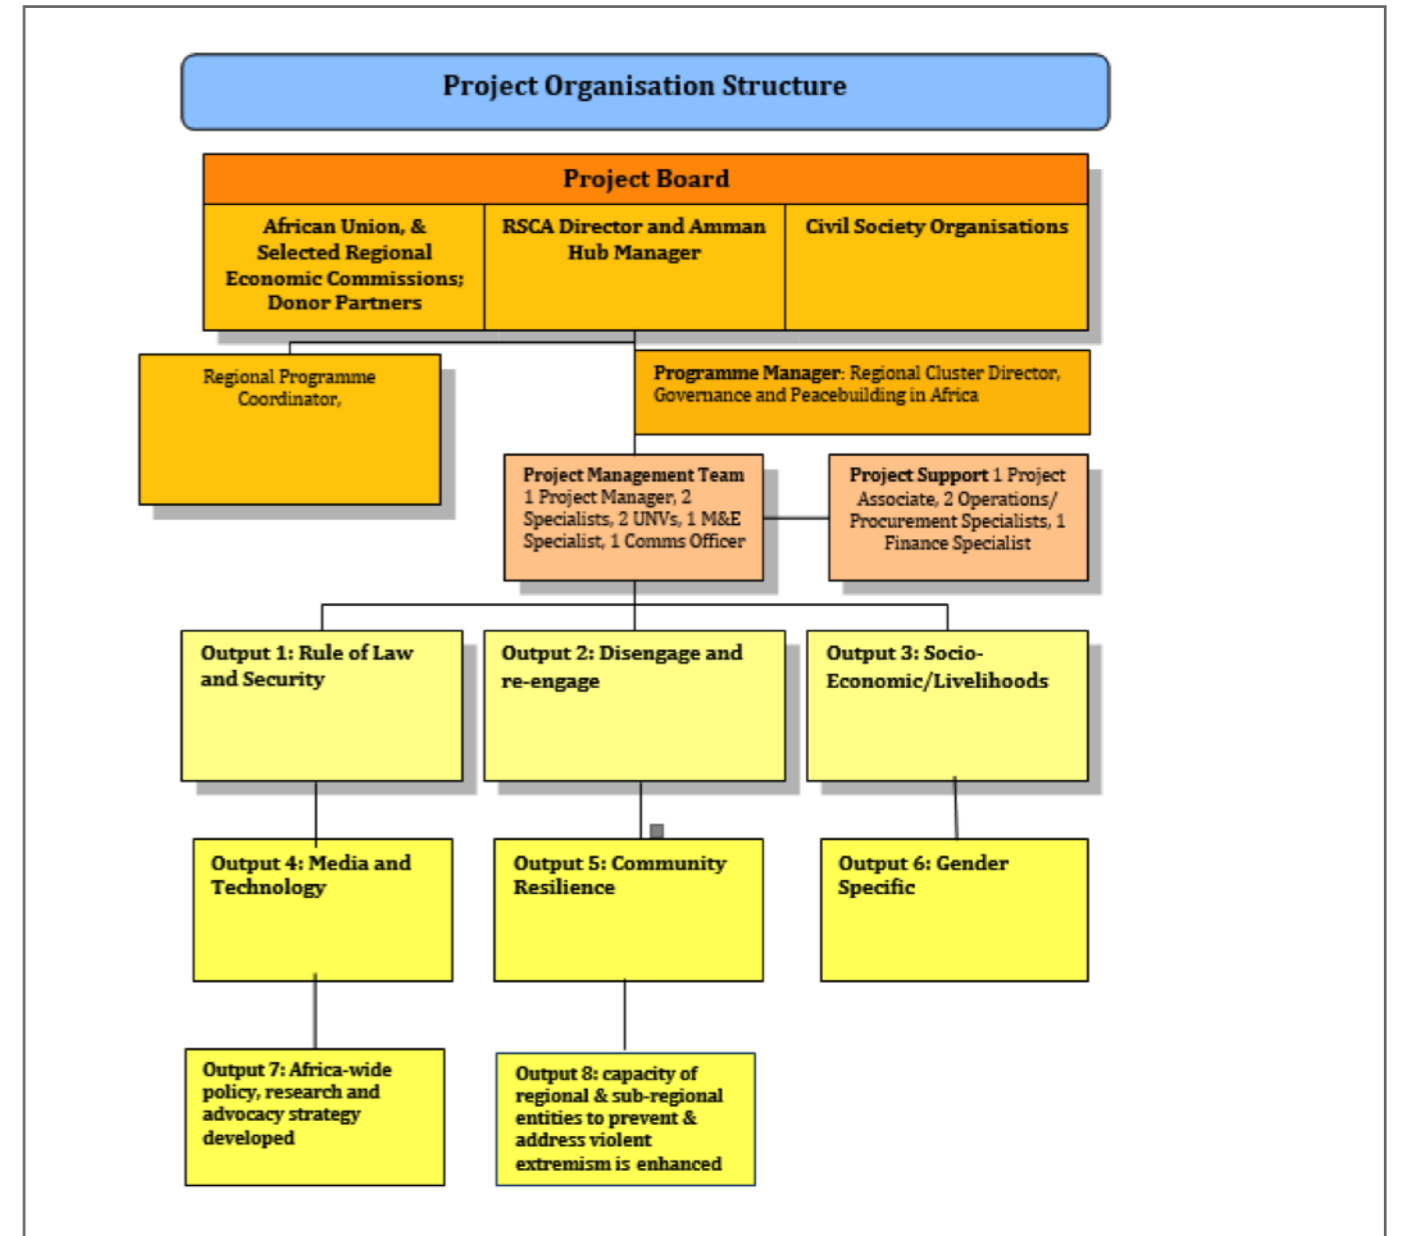 Project Organisation Structure
Project Board
African Union, &
Selected Regional
Economic Commissions;
Donor Partners
RSCA Director and Amman
Hub Manager
Civil Society Organisations
Regional Programme
Coordinator,
Programme Manager: Regional Cluster Director,
Governance and Peacebuilding in Africa
Project Management Team
1 Project Manager, 2
Specialists, 2 UNVs, 1 M&E
Specialist, 1 Comms Officer
Project Support 1 Project
Associate, 2 Operations/
Procurement Specialists, 1
Finance Specialist
Output 1: Rule of Law
and Security
Output 2: Disengage and
re-engage
Output 3: Socio-
Economic/Livelihoods
Output 4: Media and
Technology
Output 5: Community
Resilience
Output 6: Gender
Specific
Output 7: Africa-wide
policy, research and
advocacy strategy
developed
Output 8: capacity of
regional & sub-regional
entities to prevent &
address violent
extremism is enhanced